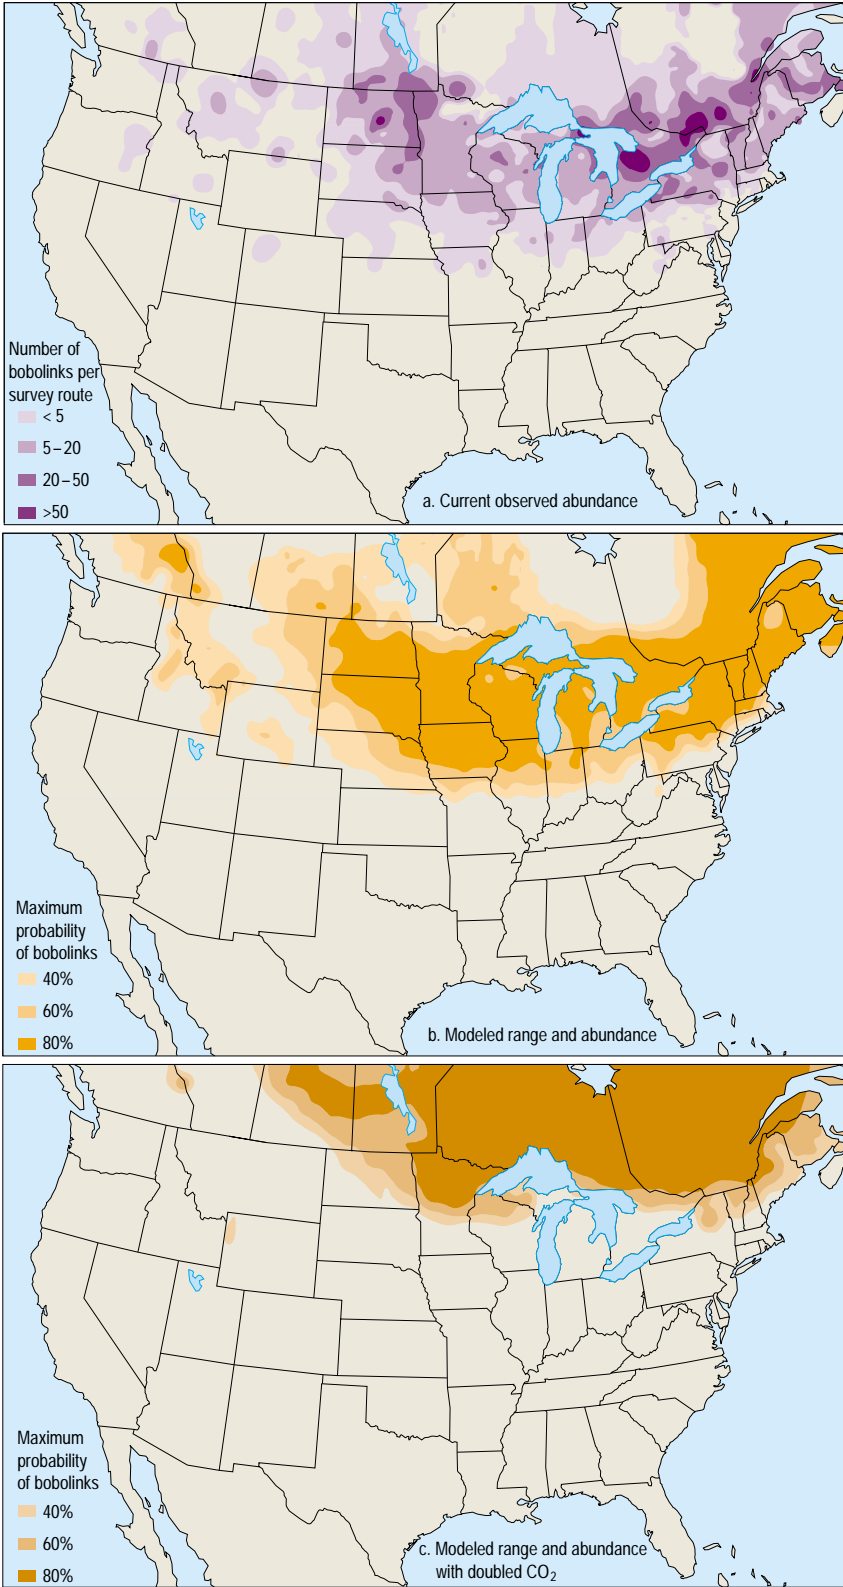 Number of
bobolinks per
survey route
< 5
5–20
20–50
>50
a. Current observed abundance
Maximum
probability
of bobolinks
40%
60%
80%
b. Modeled range and abundance
Maximum
probability
of bobolinks
40%
60%
80%
c. Modeled range and abundance
with doubled CO₂